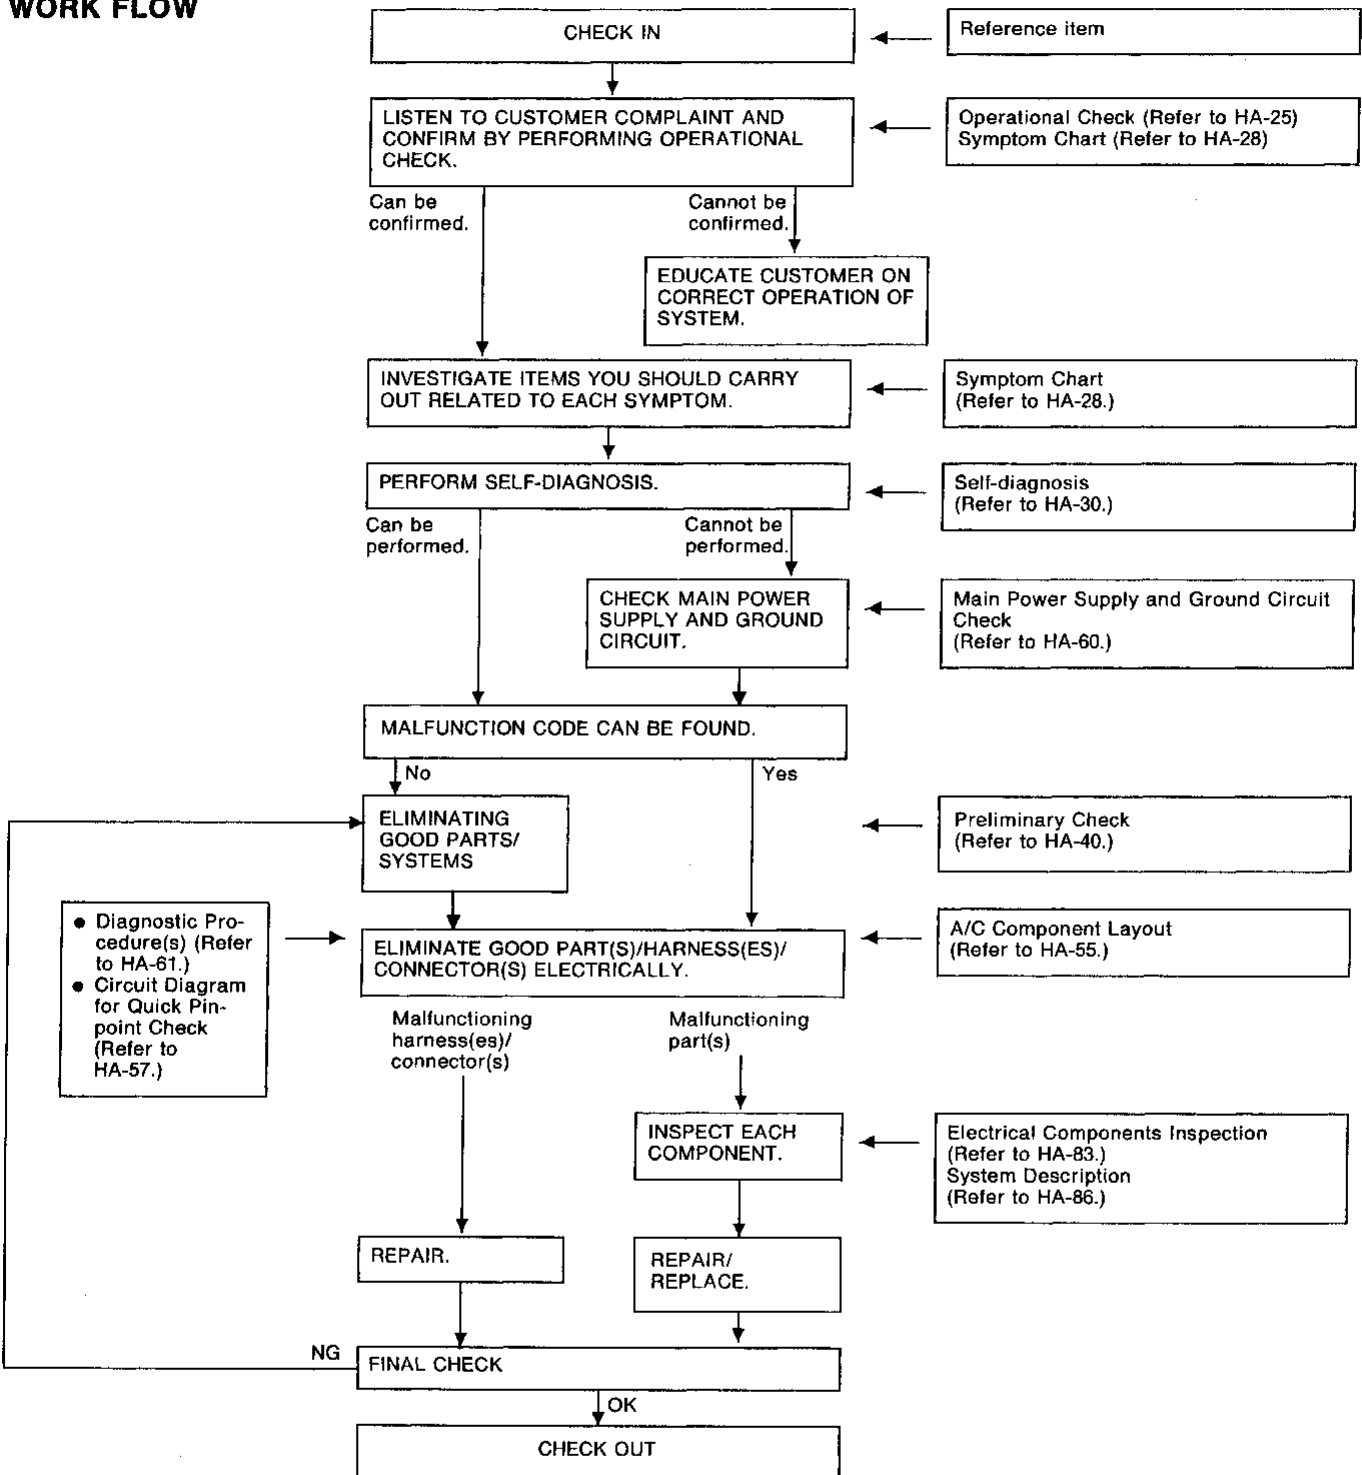 WORK FLOW
CHECK IN
Reference item
LISTEN TO CUSTOMER COMPLAINT AND
CONFIRM BY PERFORMING OPERATIONAL
CHECK.
Operational Check (Refer to HA-25)
Symptom Chart (Refer to HA-28)
Can be
confirmed.
Cannot be
confirmed.
EDUCATE CUSTOMER ON
CORRECT OPERATION OF
SYSTEM.
INVESTIGATE ITEMS YOU SHOULD CARRY
OUT RELATED TO EACH SYMPTOM.
Symptom Chart
(Refer to HA-28.)
PERFORM SELF-DIAGNOSIS.
Self-diagnosis
(Refer to HA-30.)
Can be
performed.
Cannot be
performed.
CHECK MAIN POWER
SUPPLY AND GROUND
CIRCUIT.
Main Power Supply and Ground Circuit
Check
(Refer to HA-60.)
MALFUNCTION CODE CAN BE FOUND.
No
Yes
ELIMINATING
GOOD PARTS/
SYSTEMS
Preliminary Check
(Refer to HA-40.)
● Diagnostic Pro-
cedure(s) (Refer
to HA-61.)
● Circuit Diagram
for Quick Pin-
point Check
(Refer to
HA-57.)
ELIMINATE GOOD PART(S)/HARNESS(ES)/
CONNECTOR(S) ELECTRICALLY.
A/C Component Layout
(Refer to HA-55.)
Malfunctioning
harness(es)/
connector(s)
Malfunctioning
part(s)
INSPECT EACH
COMPONENT.
Electrical Components Inspection
(Refer to HA-83.)
System Description
(Refer to HA-86.)
REPAIR.
REPAIR/
REPLACE.
NG
FINAL CHECK
OK
CHECK OUT